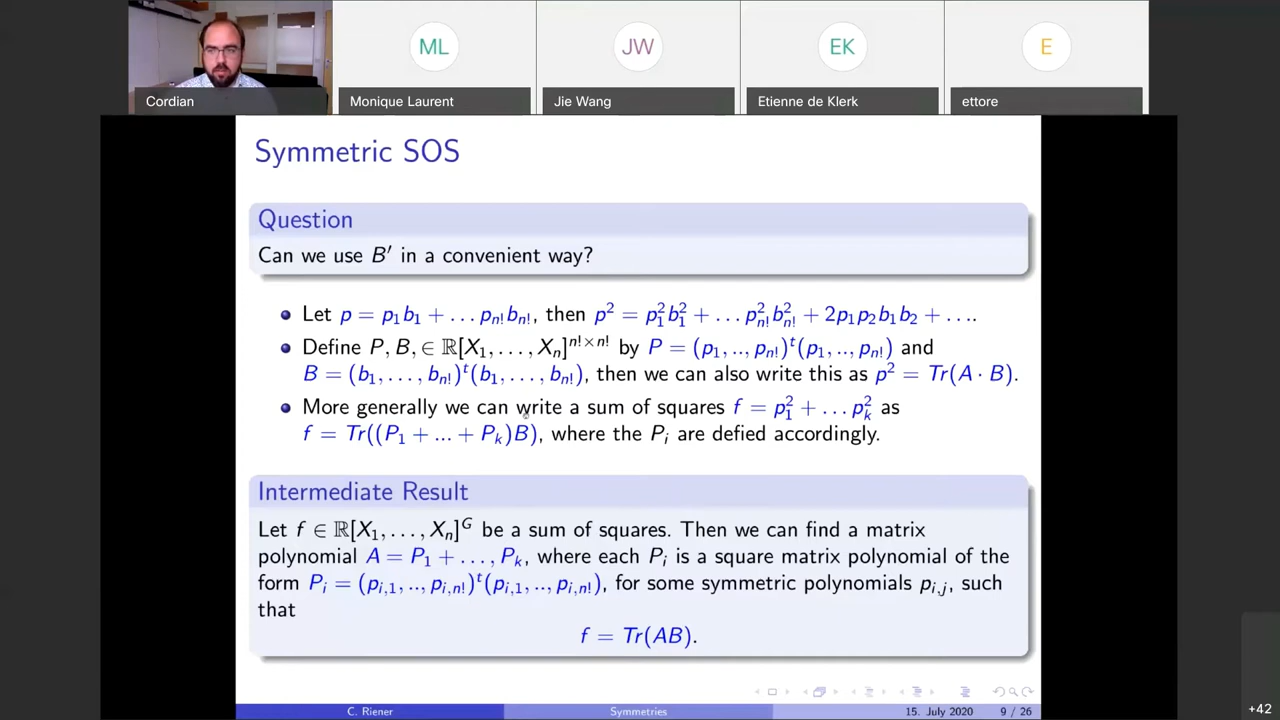 ML
JW
EK
E
Cordian
Monique Laurent
Jie Wang
Etienne de Klerk
ettore
Symmetric SOS
Question
Can we use B′ in a convenient way?
Let p = p₁b₁ + . . . pₙ!bₙ!, then p² = p₁²b₁² + . . . pₙ!²bₙ!² + 2p₁p₂b₁b₂ + . . ..
Define P, B, ∈ ℝ[X₁, . . . , Xₙ]ⁿ!×ⁿ! by P = (p₁, .., pₙ!)ᵗ(p₁, .., pₙ!) and
B = (b₁, . . . , bₙ!)ᵗ(b₁, . . . , bₙ!), then we can also write this as p² = Tr(A · B).
More generally we can write a sum of squares f = p₁² + . . . pₖ² as
f = Tr((P₁ + ... + Pₖ)B), where the Pᵢ are defied accordingly.
Intermediate Result
Let f ∈ ℝ[X₁, . . . , Xₙ]ᴳ be a sum of squares. Then we can find a matrix
polynomial A = P₁ + . . . , Pₖ, where each Pᵢ is a square matrix polynomial of the
form Pᵢ = (pᵢ,₁, .., pᵢ,ₙ!)ᵗ(pᵢ,₁, .., pᵢ,ₙ!), for some symmetric polynomials pᵢ,ⱼ, such
that
f = Tr(AB).
C. Riener
Symmetries
15. July 2020
9 / 26
+42